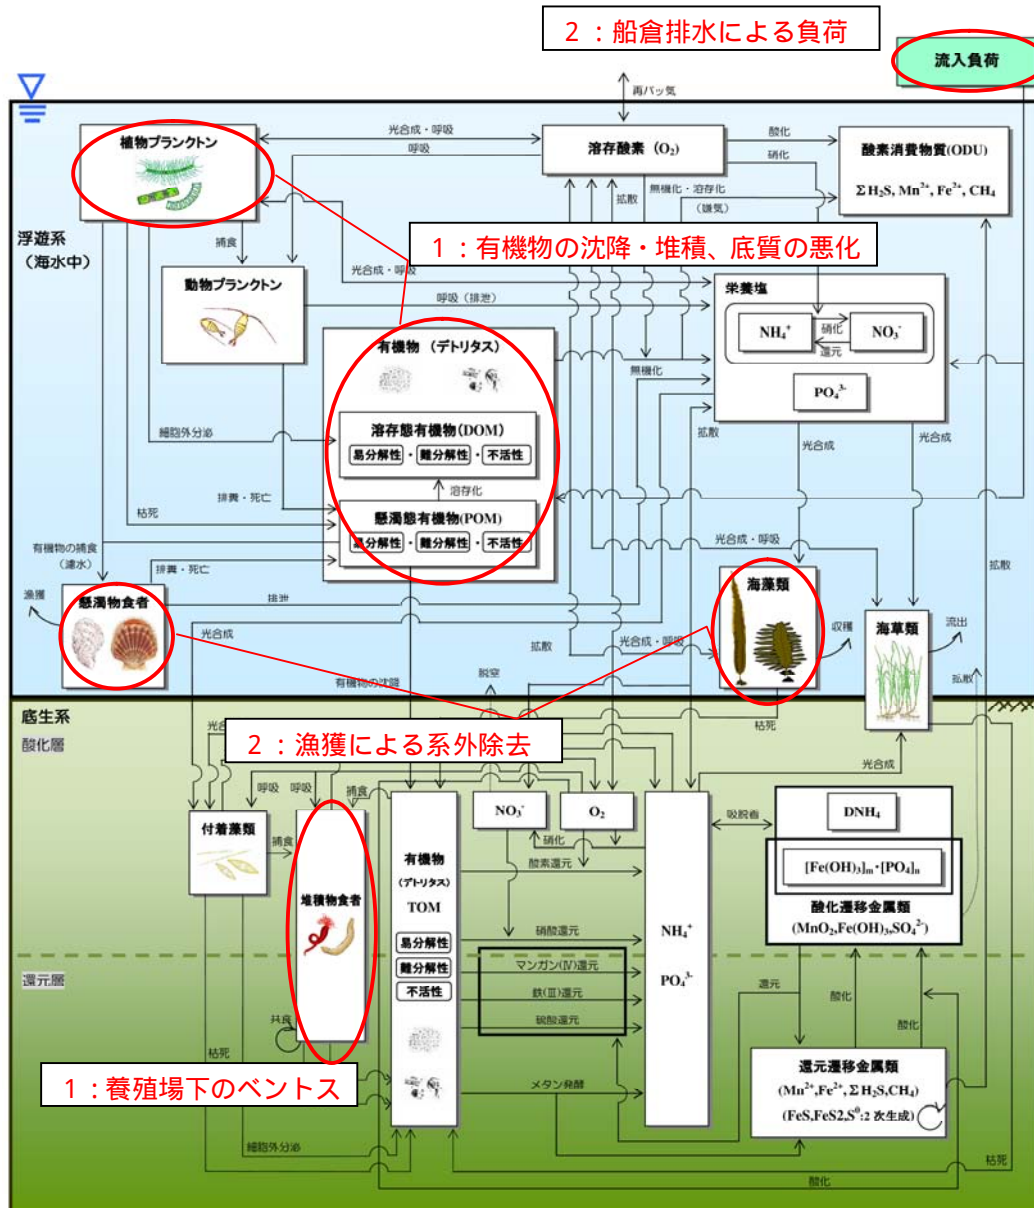 2：船倉排水による負荷
流入負荷
再バッ気
植物プランクトン
光合成・呼吸
呼吸
溶存酸素（O₂）
酸化
硝化
酸素消費物質(ODU)
ΣH₂S, Mn²⁺, Fe²⁺, CH₄
拡散
無機化・溶存化
（嫌気）
浮遊系
（海水中）
捕食
1：有機物の沈降・堆積、底質の悪化
動物プランクトン
光合成・呼吸
呼吸（排泄）
栄養塩
NH₄⁺
硝化
還元
NO₃⁻
PO₄³⁻
有機物（デトリタス）
無機化
溶存態有機物(DOM)
易分解性・難分解性・不活性
細胞外分泌
溶存化
懸濁態有機物(POM)
易分解性・難分解性・不活性
拡散
光合成
光合成
排糞・死亡
枯死
有機物の捕食
（濾水）
排糞・死亡
光合成・呼吸
拡散
漁獲
懸濁物食者
排泄
海藻類
収穫
海草類
流出
光合成
拡散
光合成・呼吸
脱窒
拡散
有機物の沈降
底生系
酸化層
枯死
2：漁獲による系外除去
光合成
呼吸
呼吸
捕食
付着藻類
捕食
堆積物食者
有機物
(デトリタス)
TOM
易分解性
難分解性
不活性
NO₃⁻
O₂
硝化
酸素還元
硝酸還元
マンガン(Ⅳ)還元
鉄(Ⅲ)還元
硫酸還元
メタン発酵
NH₄⁺
PO₄³⁻
吸脱着
DNH₄
[Fe(OH)₃]ₘ・[PO₄]ₙ
酸化遷移金属類
(MnO₂,Fe(OH)₃,SO₄²⁻)
還元層
還元
酸化
酸化
共食
枯死
1：養殖場下のベントス
還元遷移金属類
(Mn²⁺,Fe²⁺,ΣH₂S,CH₄)
(FeS,FeS2,S⁰:2次生成)
細胞外分泌
枯死
酸化